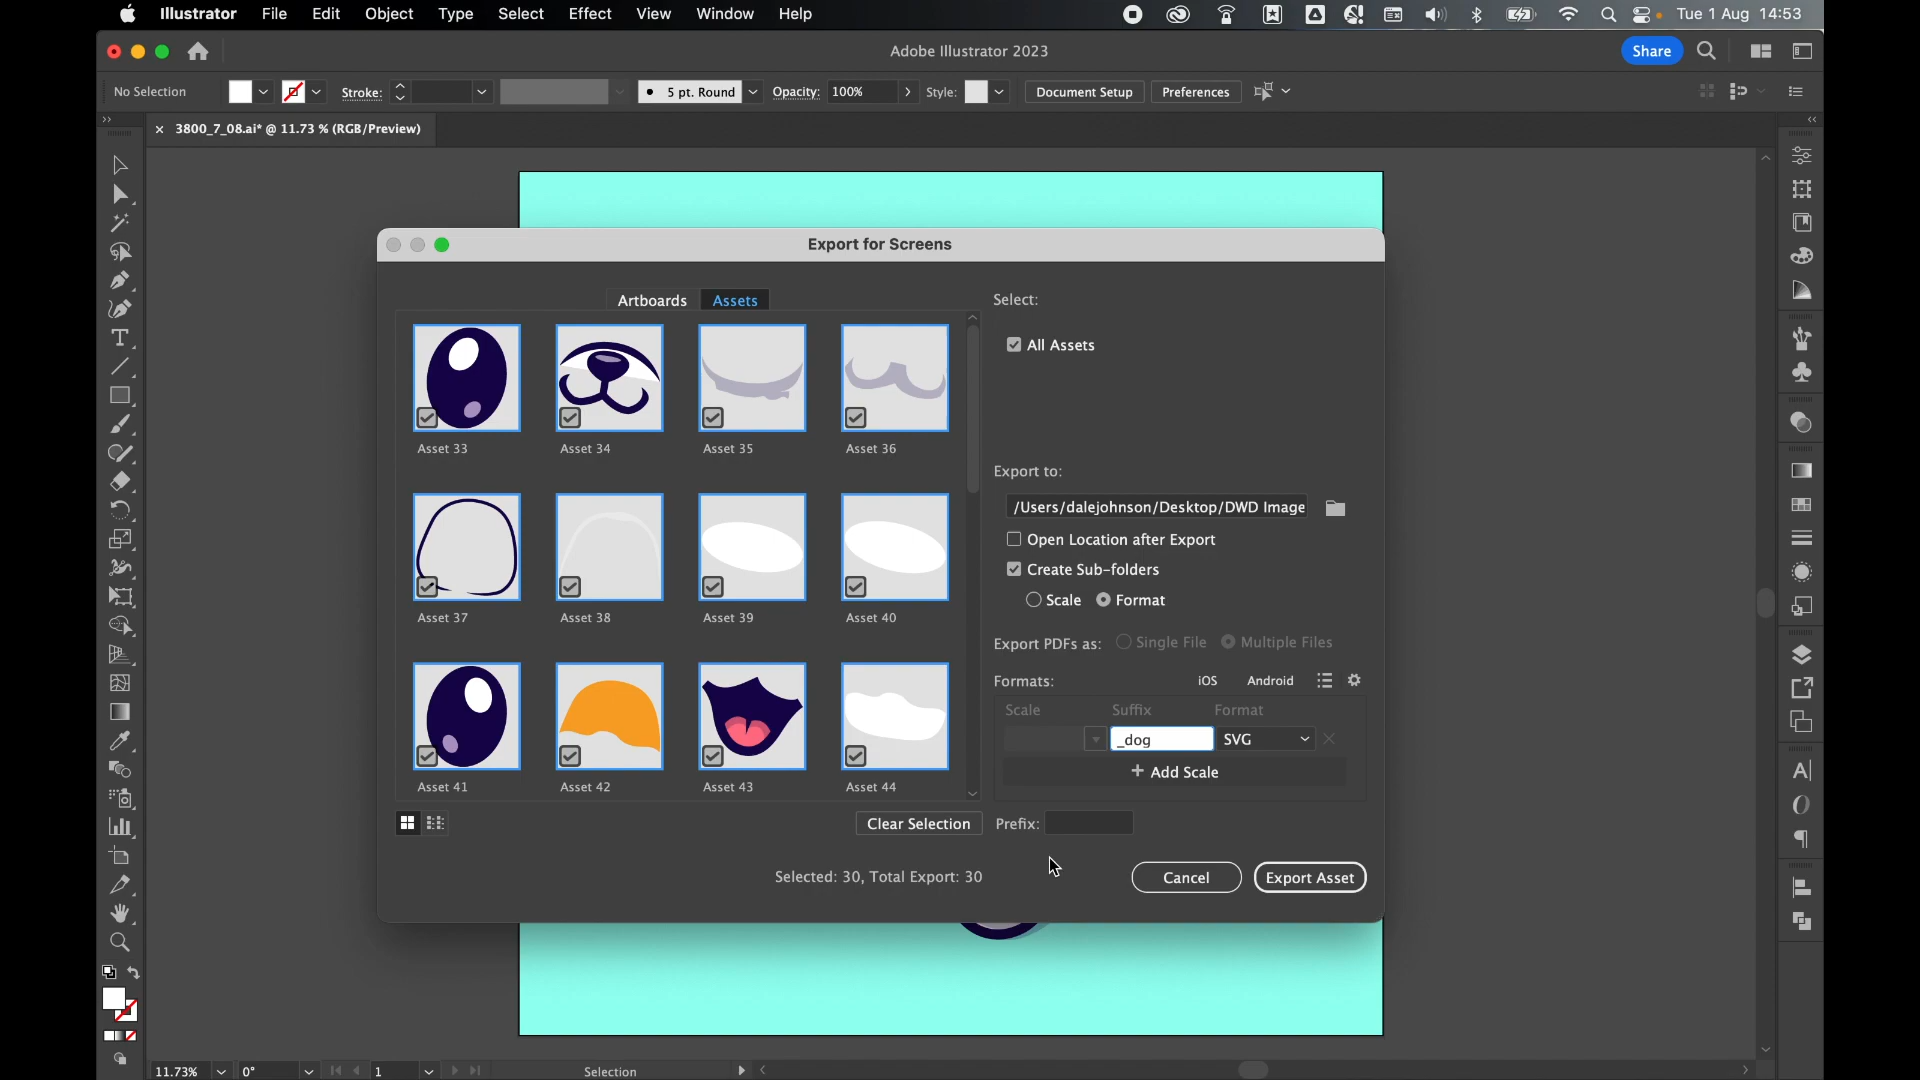 Illustrator File Edit Object Type Select Effect View Window Help Tue 1 Aug 14:53
Adobe Illustrator 2023 Share
No Selection Stroke: 5 pt. Round Opacity: 100% Style: Document Setup Preferences
3800_7_08.ai* @ 11.73 % (RGB/Preview)
Export for Screens
Artboards Assets Select:
All Assets
Asset 33 Asset 34 Asset 35 Asset 36
Export to:
/Users/dalejohnson/Desktop/DWD Image
Open Location after Export
Create Sub-folders
Scale Format
Asset 37 Asset 38 Asset 39 Asset 40
Export PDFs as: Single File Multiple Files
Formats: iOS Android
Scale Suffix Format
_dog SVG
+ Add Scale
Asset 41 Asset 42 Asset 43 Asset 44
Clear Selection Prefix:
Selected: 30, Total Export: 30 Cancel Export Asset
11.73% 0° 1 Selection